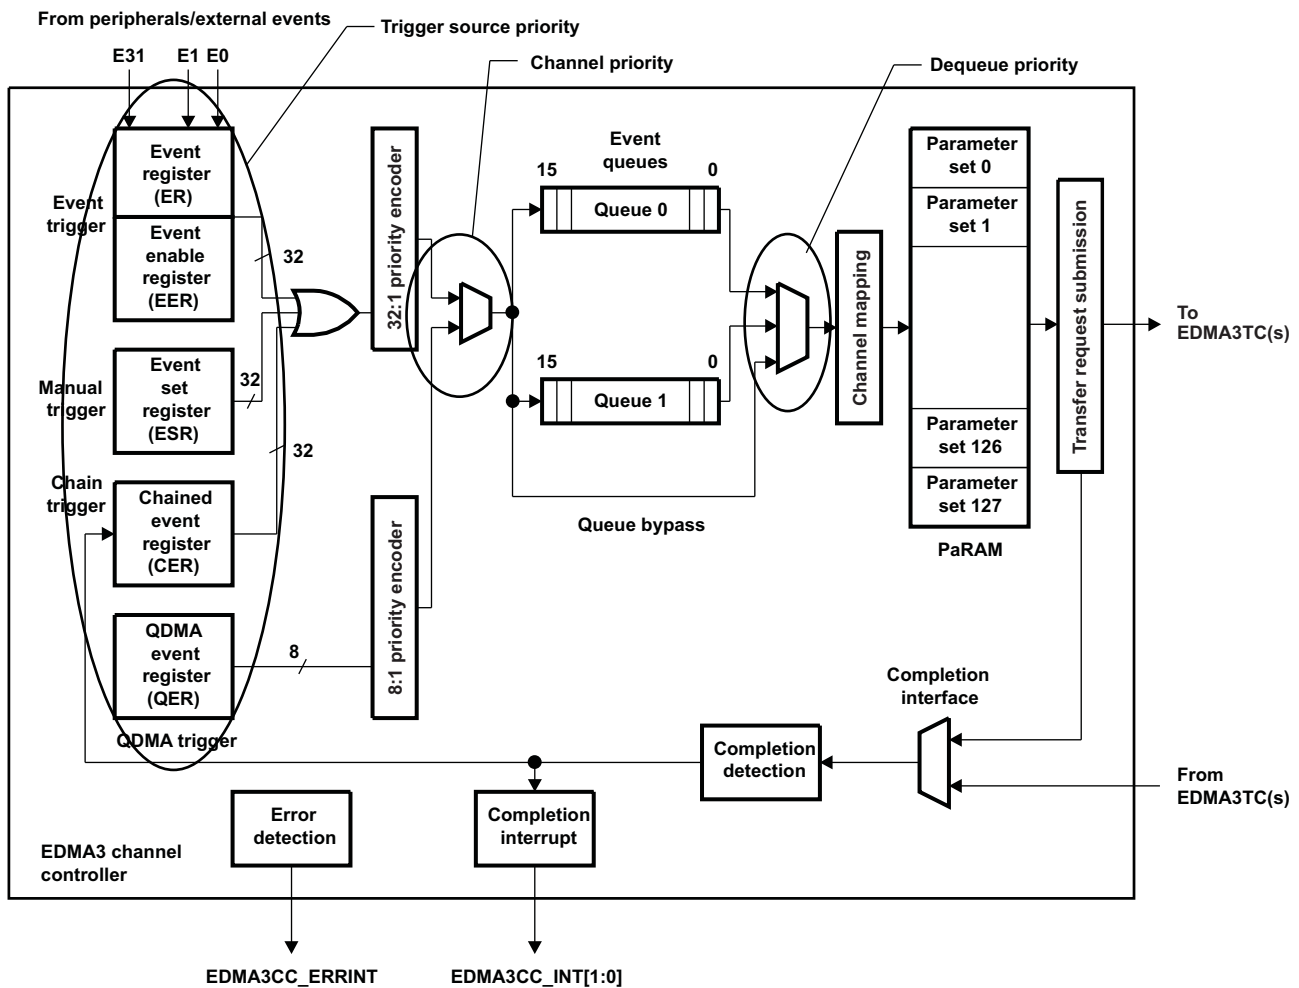 From peripherals/external events
Trigger source priority
Channel priority
Dequeue priority
E31
E1
E0
Event
register
(ER)
Event
trigger
Event
enable
register
(EER)
32
Event
set
register
(ESR)
Manual
trigger
32
32
Chain
trigger
Chained
event
register
(CER)
QDMA
event
register
(QER)
8
QDMA trigger
32:1 priority encoder
8:1 priority encoder
Event
queues
15
0
Queue 0
15
0
Queue 1
Queue bypass
Channel mapping
Parameter
set 0
Parameter
set 1
Parameter
set 126
Parameter
set 127
PaRAM
Transfer request submission
To
EDMA3TC(s)
Completion
interface
From
EDMA3TC(s)
Completion
detection
Error
detection
Completion
interrupt
EDMA3 channel
controller
EDMA3CC_ERRINT
EDMA3CC_INT[1:0]